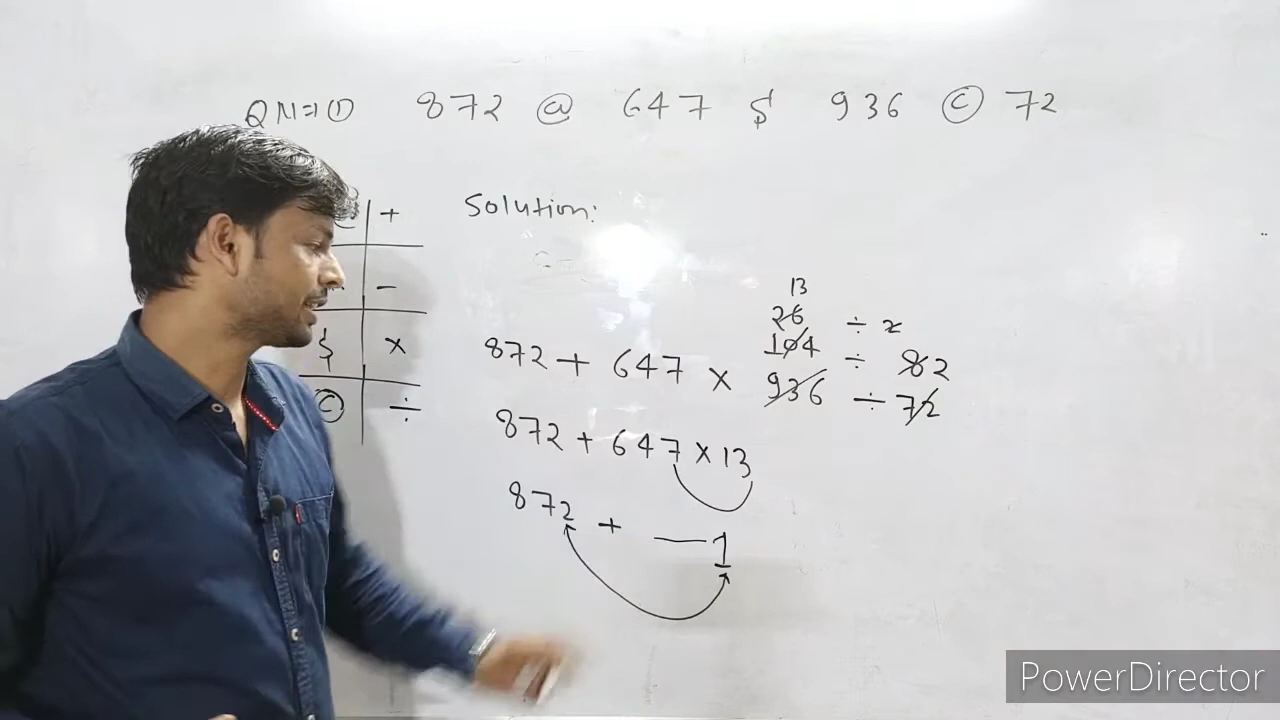 QN=① 872 @ 647 $ 936 © 72
+
Solution:
-
13
26 ÷ 2
$ ×
104 ÷ 82
872 + 647 × 936 ÷ 72
© ÷
872 + 647 × 13
872 + —1
PowerDirector